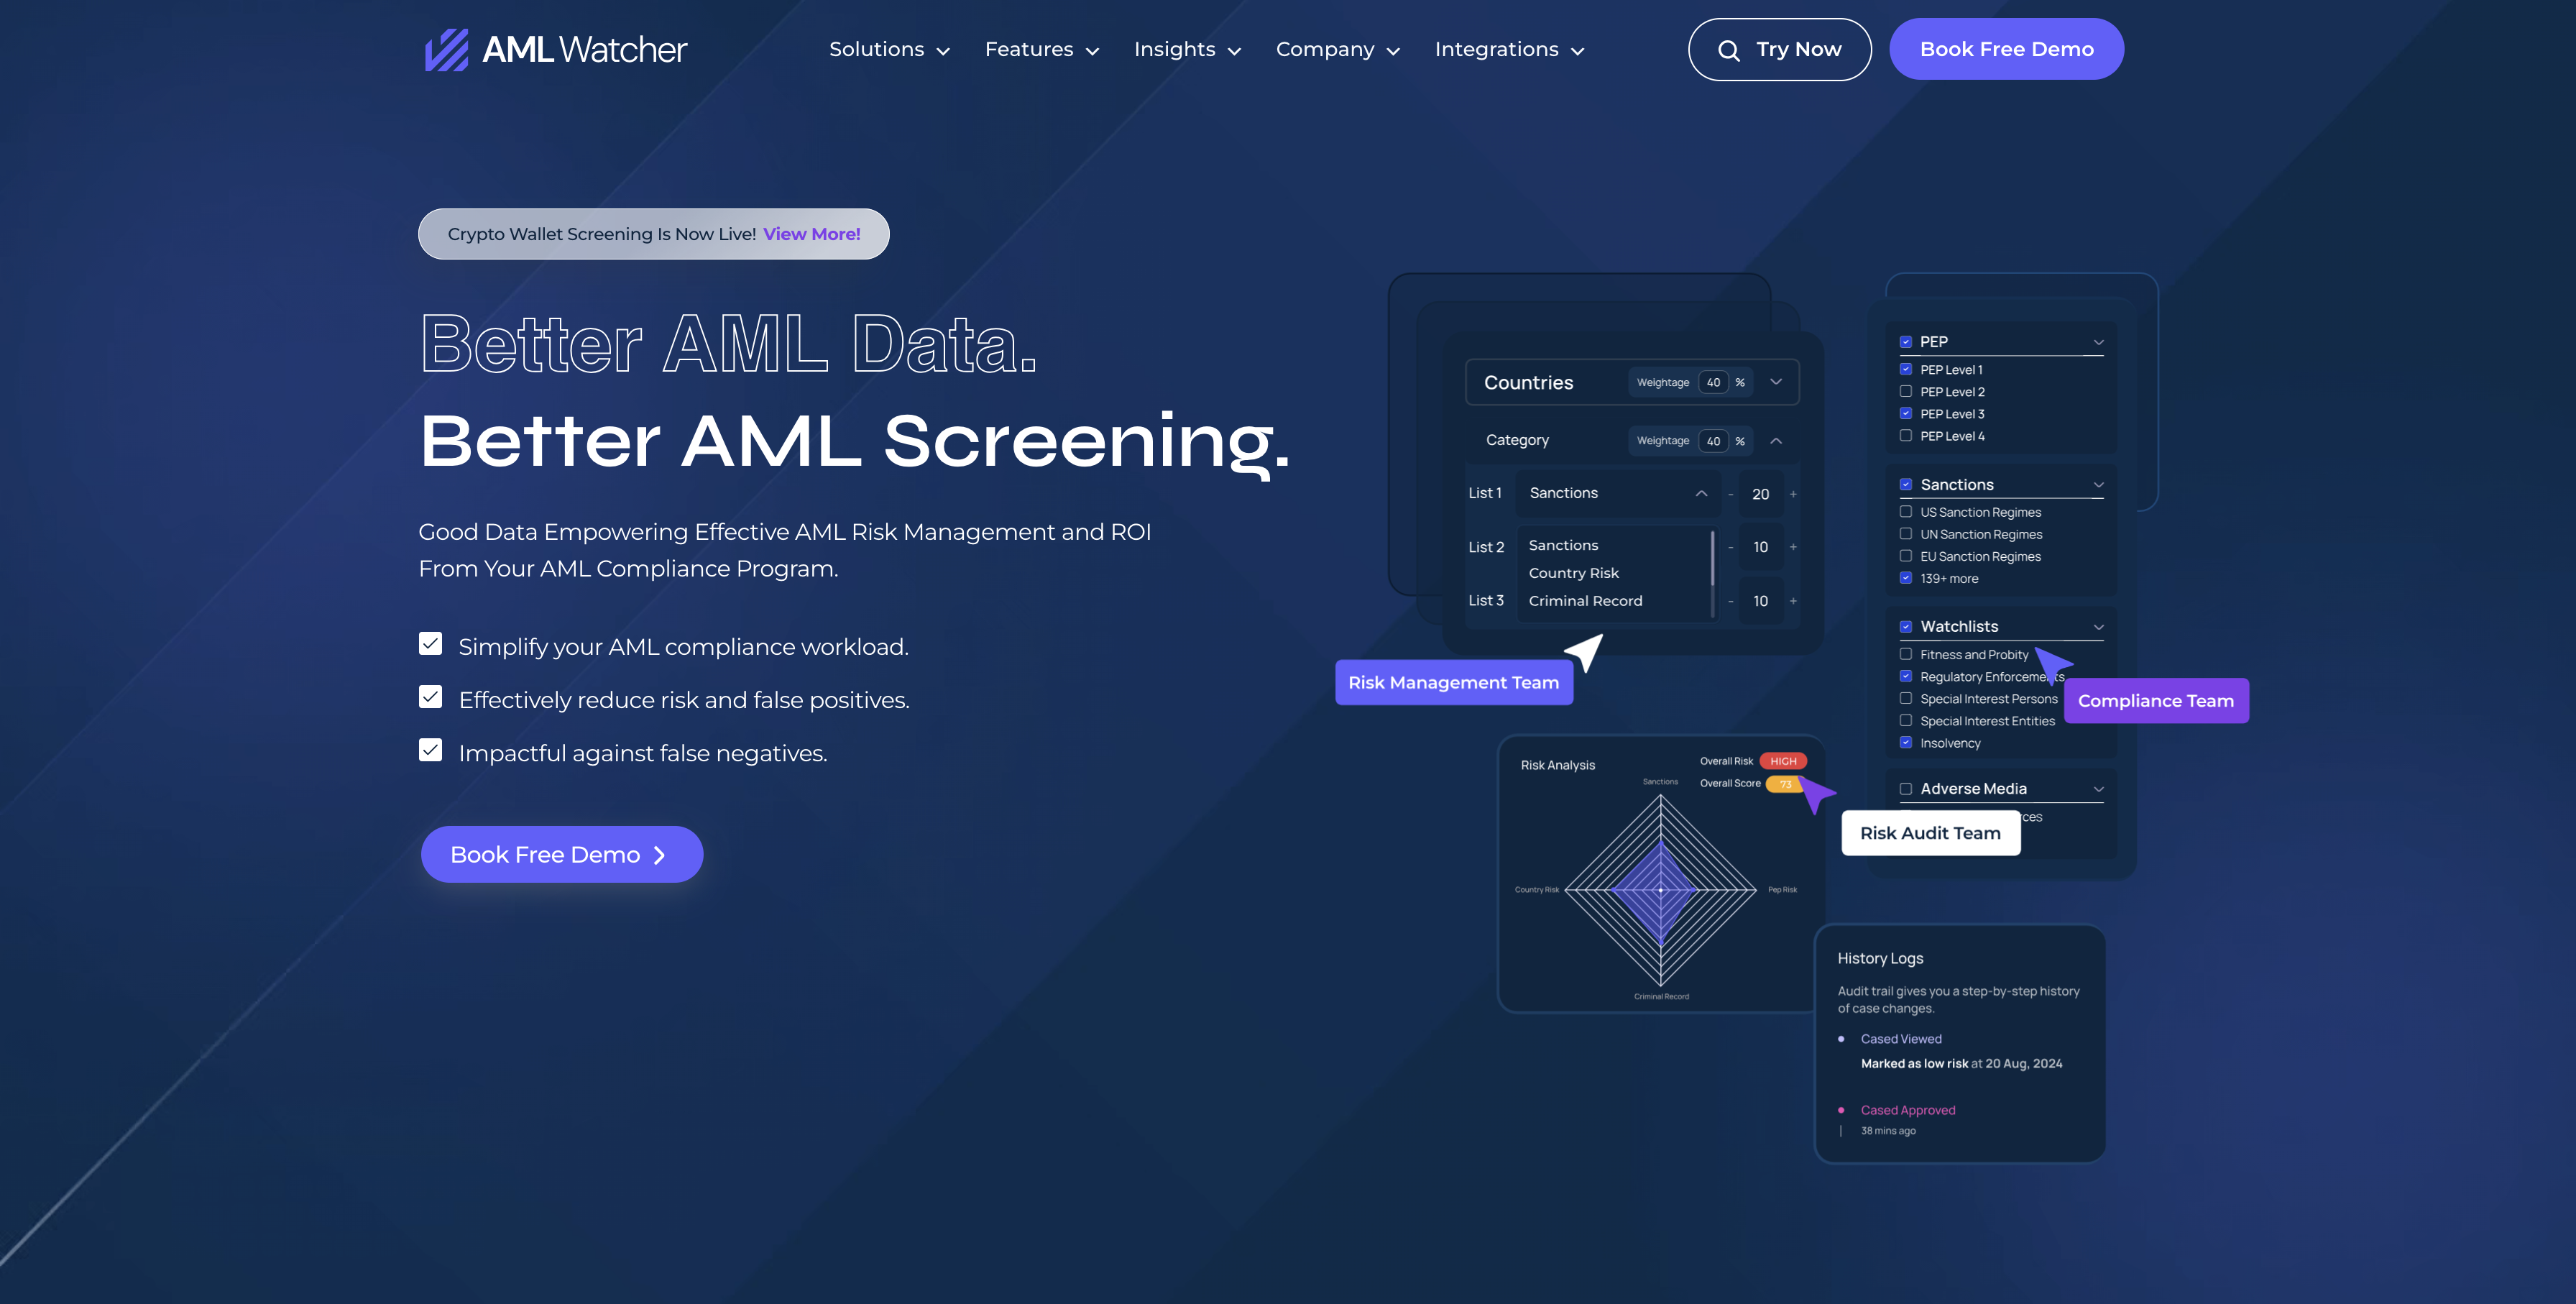 AML Watcher
Solutions
Features
Insights
Company
Integrations
Try Now
Book Free Demo
Crypto Wallet Screening Is Now Live! View More!
Better AML Data.
Better AML Screening.
Good Data Empowering Effective AML Risk Management and ROI
From Your AML Compliance Program.
Simplify your AML compliance workload.
Effectively reduce risk and false positives.
Impactful against false negatives.
Book Free Demo
Countries Weightage 40 %
Category Weightage 40 %
List 1 Sanctions - 20 +
List 2 Sanctions - 10 +
Country Risk
List 3 Criminal Record - 10 +
Risk Management Team
PEP
PEP Level 1
PEP Level 2
PEP Level 3
PEP Level 4
Sanctions
US Sanction Regimes
UN Sanction Regimes
EU Sanction Regimes
139+ more
Watchlists
Fitness and Probity
Regulatory Enforcements
Special Interest Persons
Special Interest Entities
Insolvency
Compliance Team
Adverse Media
Risk Audit Team
Risk Analysis
Overall Risk HIGH
Overall Score 73
Sanctions
Country Risk
Pep Risk
Criminal Record
History Logs
Audit trail gives you a step-by-step history
of case changes.
Cased Viewed
Marked as low risk at 20 Aug, 2024
Cased Approved
38 mins ago